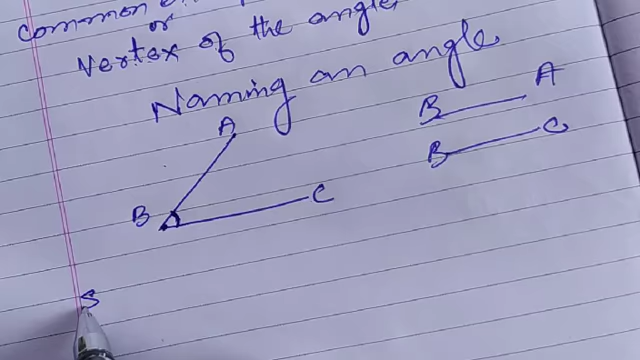 common
or
Vertex of the angle
Naming an angle
A
B C
B A
B C
S